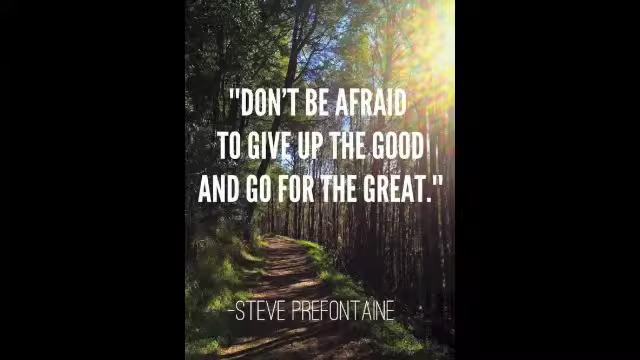 "DON'T BE AFRAID
TO GIVE UP THE GOOD
AND GO FOR THE GREAT."
-STEVE PREFONTAINE